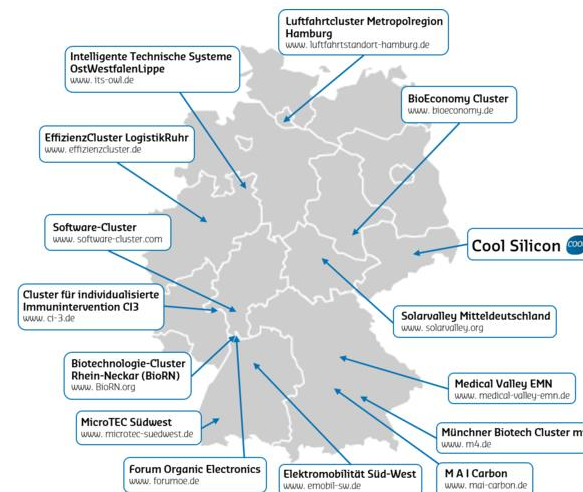 Luftfahrtcluster Metropolregion
Hamburg
www. luftfahrtstandort-hamburg.de
Intelligente Technische Systeme
OstWestfalenLippe
www. its-owl.de
BioEconomy Cluster
www. bioeconomy.de
EffizienzCluster LogistikRuhr
www. effizienzcluster.de
Software-Cluster
www. software-cluster.com
Cool Silicon
COO
Cluster für individualisierte
Immunintervention CI3
www. ci-3.de
Solarvalley Mitteldeutschland
www. solarvalley.org
Biotechnologie-Cluster
Rhein-Neckar (BioRN)
www. BioRN.org
Medical Valley EMN
www. medical-valley-emn.de
MicroTEC Südwest
www. microtec-suedwest.de
Münchner Biotech Cluster m
www. m4.de
Forum Organic Electronics
www. forumoe.de
Elektromobilität Süd-West
www. emobil-sw.de
M A I Carbon
www. mai-carbon.de